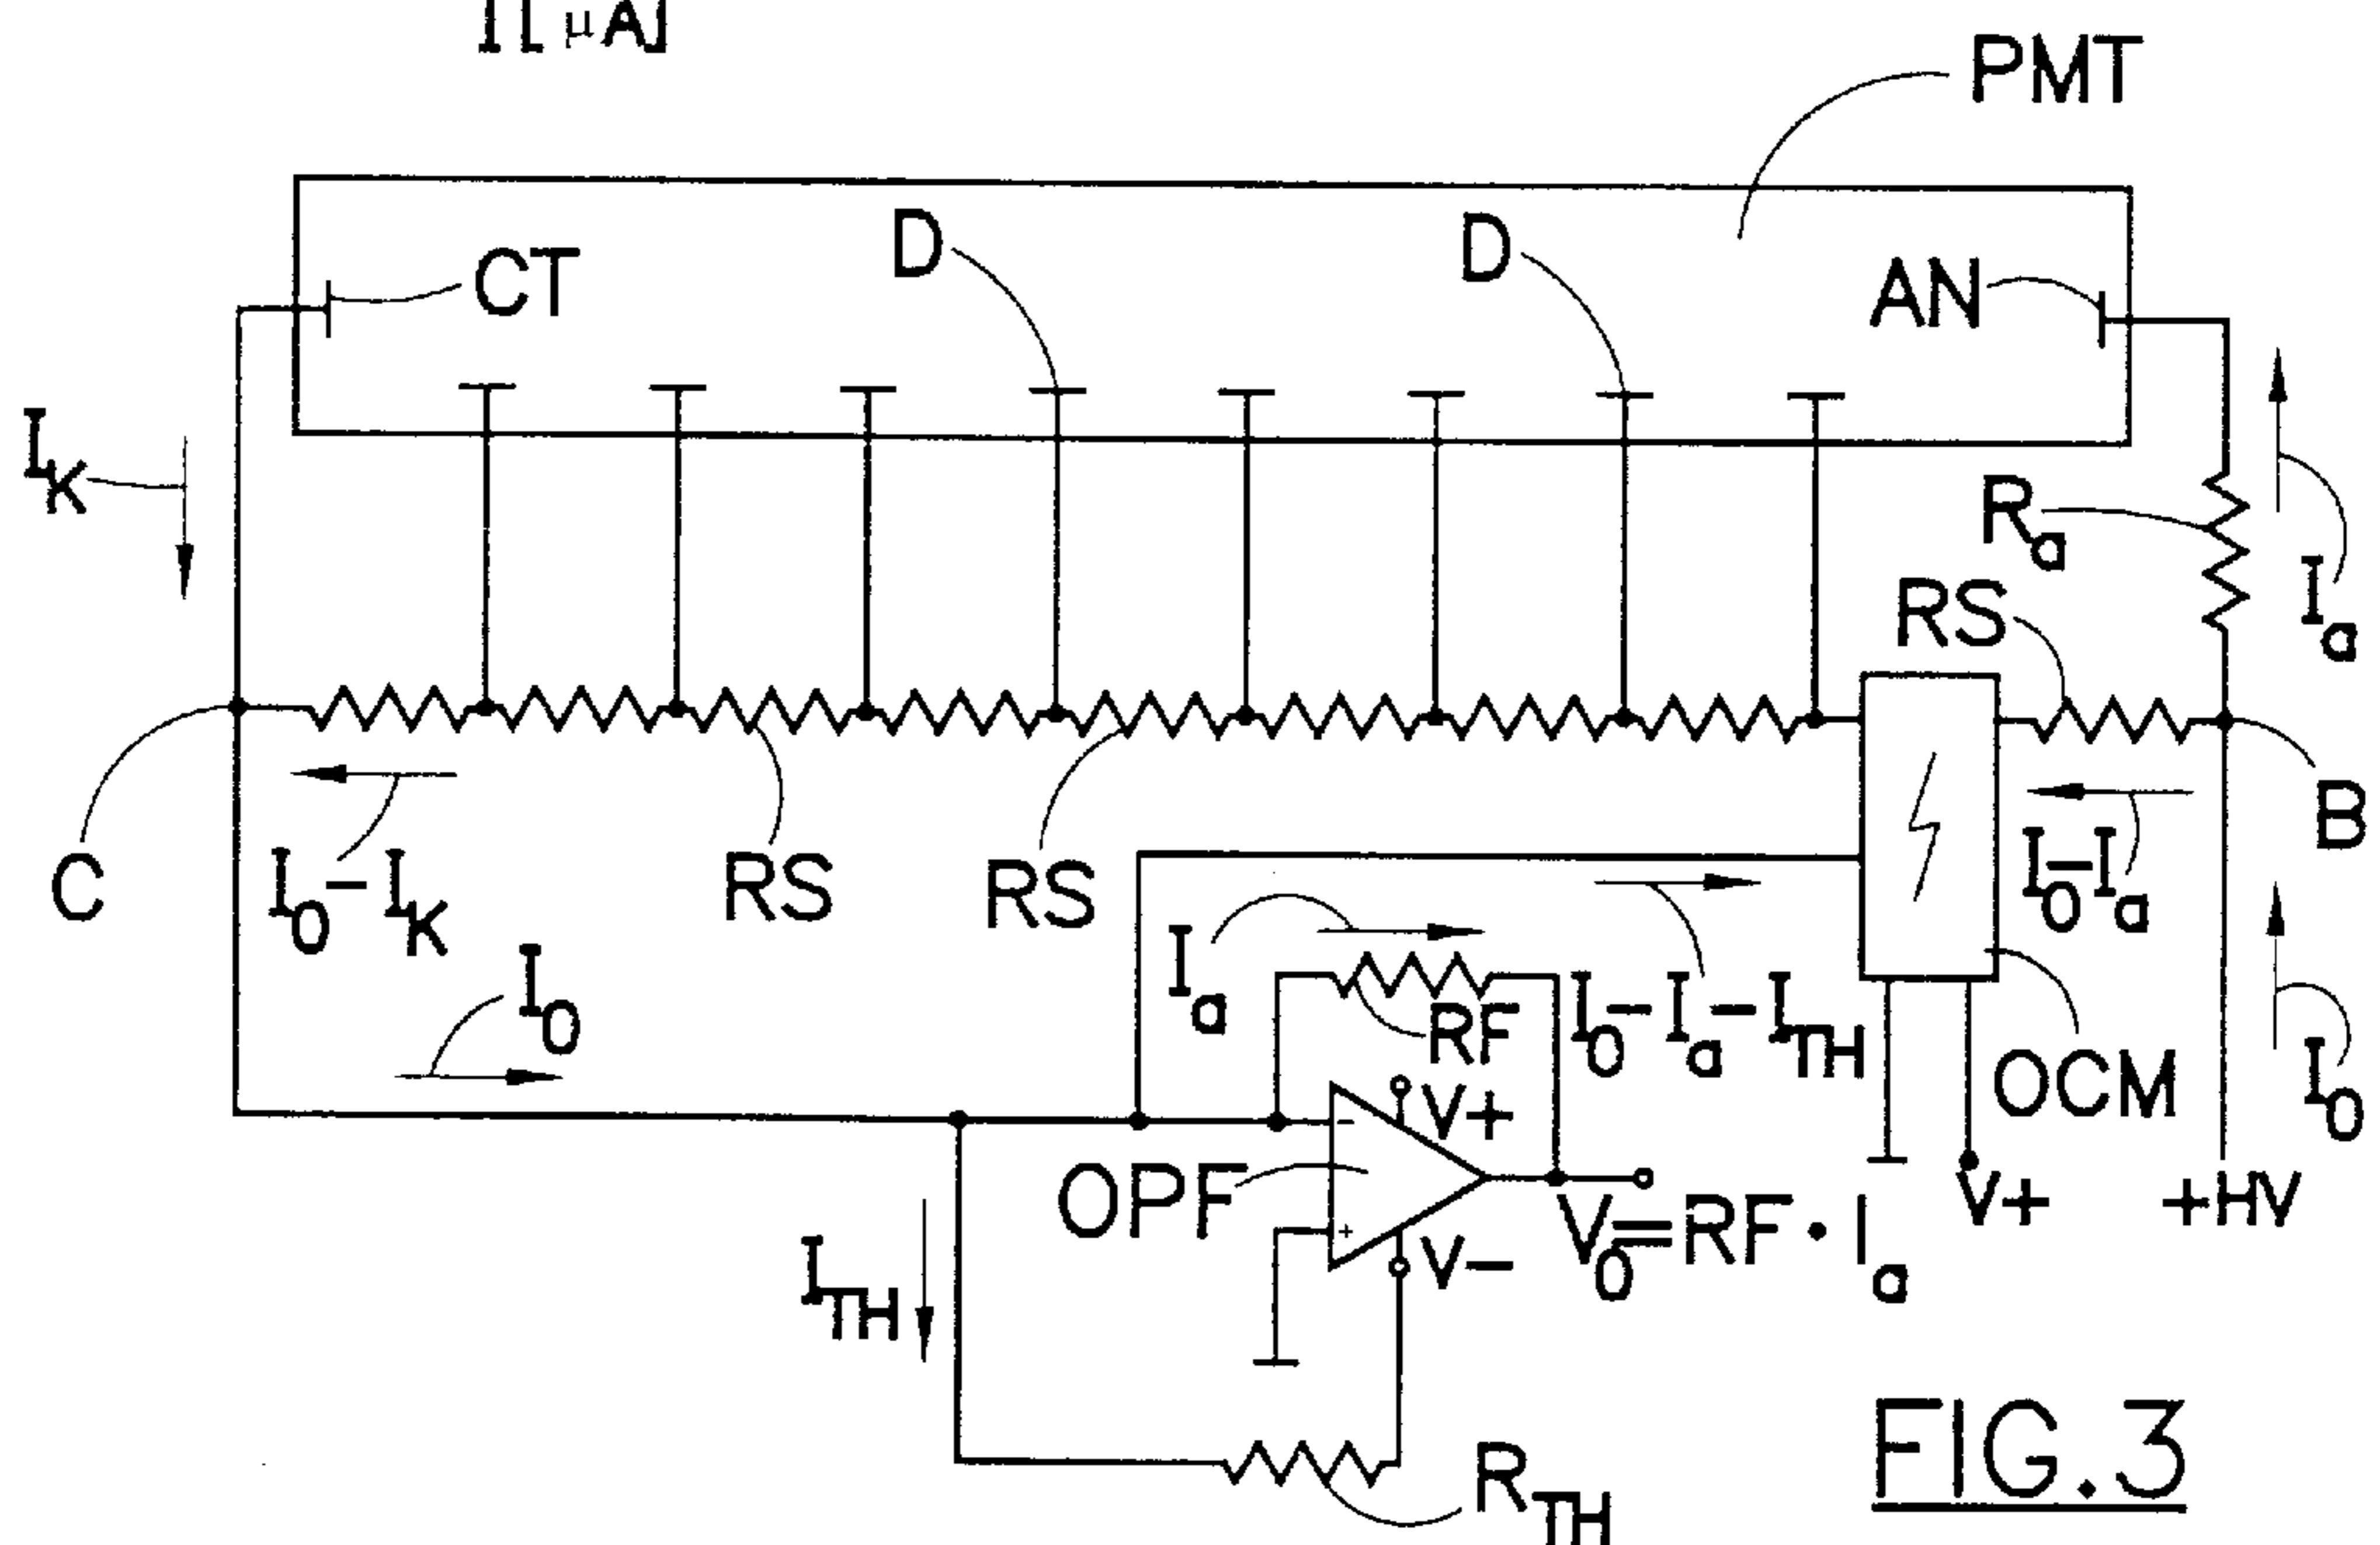 I [μA]
PMT
CT
D
D
AN
I_K
R_a
RS
I_a
C
I_0-I_K
RS
RS
I_0-I_a
B
I_a
RF
I_0-I_a-I_TH
I_0
OCM
I_0
-
V+
OPF
+
V-
V_0=RF·I_a
V+
+HV
I_TH
R_TH
FIG.3